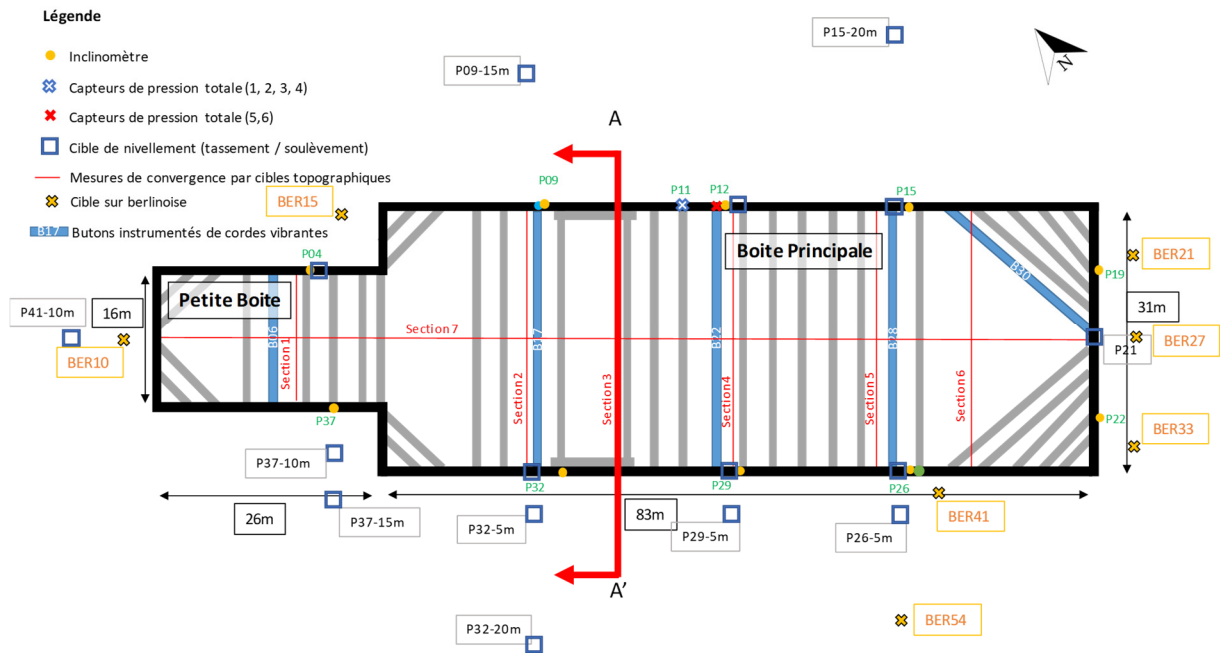 Légende
Inclinomètre
Capteurs de pression totale (1, 2, 3, 4)
Capteurs de pression totale (5,6)
Cible de nivellement (tassement / soulèvement)
Mesures de convergence par cibles topographiques
Cible sur berlinoise
B17
Butons instrumentés de cordes vibrantes
P09-15m
P15-20m
N
A
BER15
P09
P11
P12
P15
P04
Petite Boite
Boite Principale
BER21
P19
B30
P41-10m
16m
31m
BER10
B06
Section 1
Section 7
Section 2
B17
Section 3
B22
Section 4
B28
Section 5
Section 6
P21
BER27
P37
P22
BER33
P37-10m
P32
P29
P26
26m
P37-15m
P32-5m
83m
P29-5m
P26-5m
BER41
A'
P32-20m
BER54